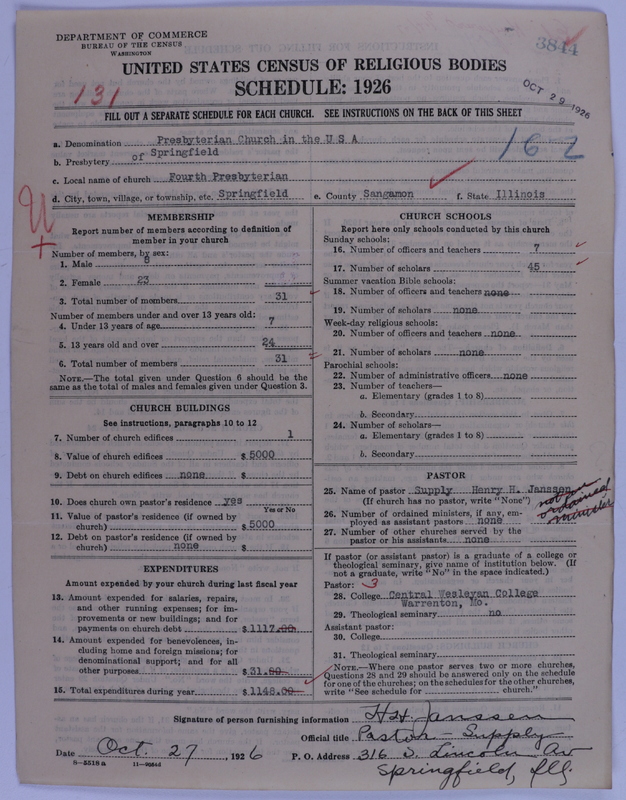 DEPARTMENT OF COMMERCE
BUREAU OF THE CENSUS
WASHINGTON
3844
UNITED STATES CENSUS OF RELIGIOUS BODIES
SCHEDULE: 1926
131
OCT 29 1926
FILL OUT A SEPARATE SCHEDULE FOR EACH CHURCH. SEE INSTRUCTIONS ON THE BACK OF THIS SHEET
a. Denomination Presbyterian Church in the U S A
162
b. Presbytery of Springfield
c. Local name of church Fourth Presbyterian
d. City, town, village, or township, etc. Springfield e. County Sangamon f. State Illinois
MEMBERSHIP
Report number of members according to definition of
member in your church
Number of members, by sex:
1. Male 8
2. Female 23
3. Total number of members 31
Number of members under and over 13 years old:
4. Under 13 years of age 7
5. 13 years old and over 24
6. Total number of members 31
NOTE.—The total given under Question 6 should be the
same as the total of males and females given under Question 3.
CHURCH BUILDINGS
See instructions, paragraphs 10 to 12
7. Number of church edifices 1
8. Value of church edifices $ 5000
9. Debt on church edifices none $
10. Does church own pastor's residence yes
Yes or No
11. Value of pastor's residence (if owned by
church) $ 5000
12. Debt on pastor's residence (if owned by
church) none $
EXPENDITURES
Amount expended by your church during last fiscal year
13. Amount expended for salaries, repairs,
and other running expenses; for im-
provements or new buildings; and for
payments on church debt $ 1117.00
14. Amount expended for benevolences, in-
cluding home and foreign missions; for
denominational support; and for all
other purposes $ 31.00
15. Total expenditures during year $ 1148.00
CHURCH SCHOOLS
Report here only schools conducted by this church
Sunday schools:
16. Number of officers and teachers 7
17. Number of scholars 45
Summer vacation Bible schools:
18. Number of officers and teachers none
19. Number of scholars none
Week-day religious schools:
20. Number of officers and teachers none
21. Number of scholars none
Parochial schools:
22. Number of administrative officers none
23. Number of teachers—
a. Elementary (grades 1 to 8)
b. Secondary
24. Number of scholars—
a. Elementary (grades 1 to 8)
b. Secondary
PASTOR
25. Name of pastor Supply Henry H. Janssen
(If church has no pastor, write "None")
not an
ordained
minister
26. Number of ordained ministers, if any, em-
ployed as assistant pastors none
27. Number of other churches served by the
pastor or his assistants none
If pastor (or assistant pastor) is a graduate of a college or
theological seminary, give name of institution below. (If
not a graduate, write "No" in the space indicated.)
Pastor: 3
28. College Central Wesleyan College
Warrenton, Mo.
29. Theological seminary no
Assistant pastor:
30. College
31. Theological seminary
NOTE.—Where one pastor serves two or more churches,
Questions 28 and 29 should be answered only on the schedule
for one of the churches; on the schedules for the other churches,
write "See schedule for church."
Signature of person furnishing information HH Janssen
Official title Pastor - Supply
Date Oct. 27, 1926 P. O. Address 316 S. Lincoln Av
Springfield, Ill.
8-5518a